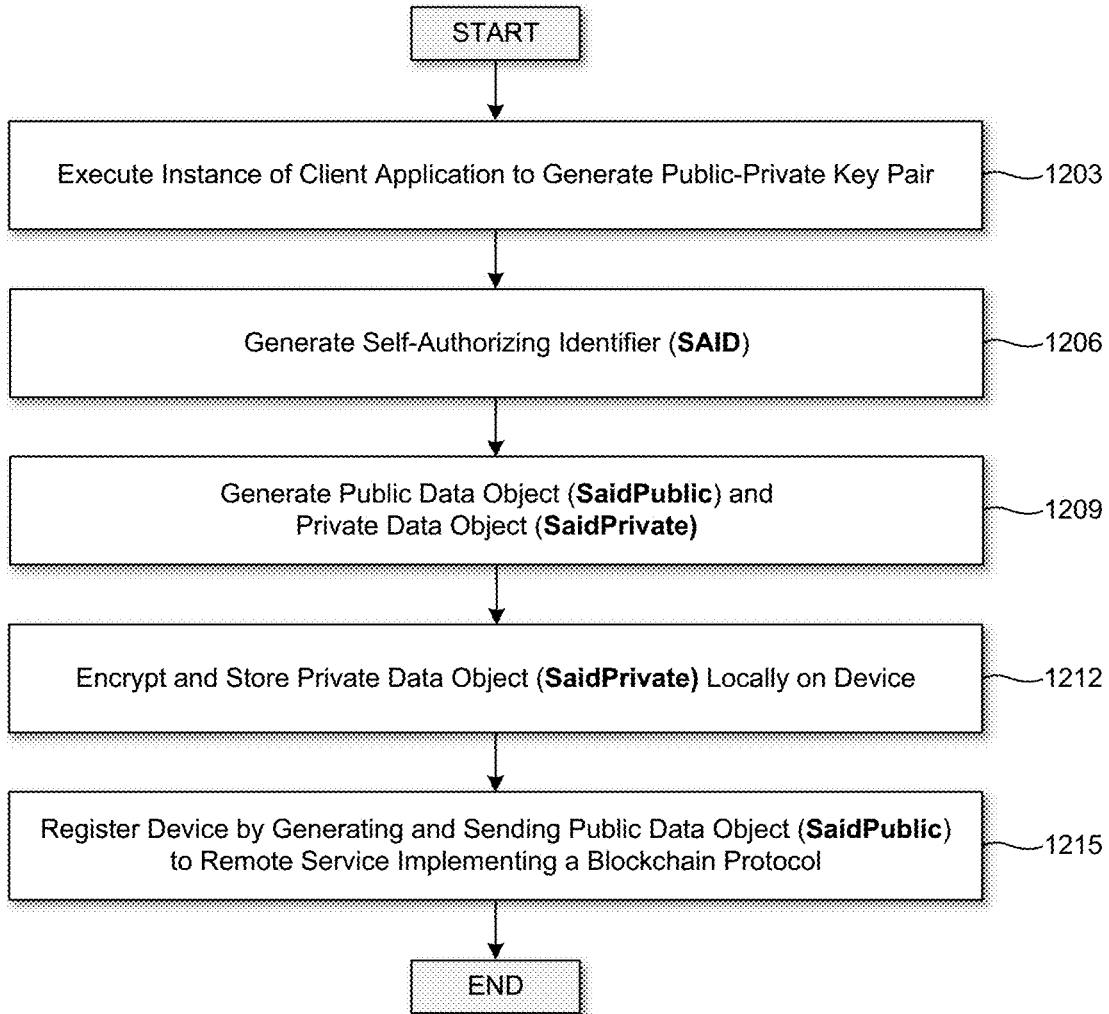 START
Execute Instance of Client Application to Generate Public-Private Key Pair
1203
Generate Self-Authorizing Identifier (SAID)
1206
Generate Public Data Object (SaidPublic) and
Private Data Object (SaidPrivate)
1209
Encrypt and Store Private Data Object (SaidPrivate) Locally on Device
1212
Register Device by Generating and Sending Public Data Object (SaidPublic)
to Remote Service Implementing a Blockchain Protocol
1215
END